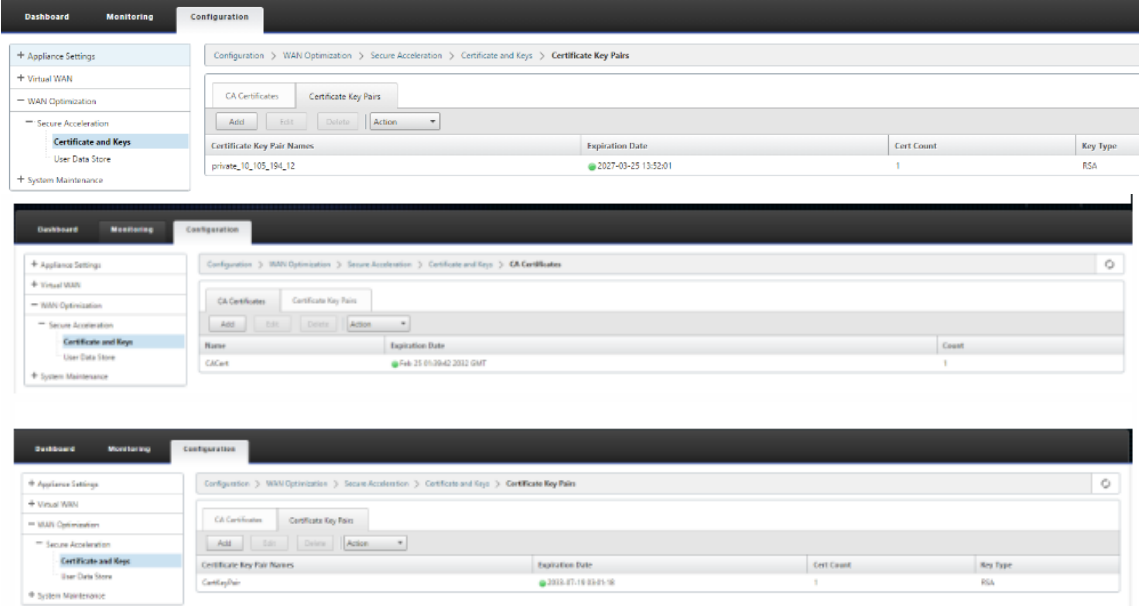 Dashboard Monitoring Configuration
+ Appliance Settings
Configuration > WAN Optimization > Secure Acceleration > Certificate and Keys > Certificate Key Pairs
+ Virtual WAN
− WAN Optimization
CA Certificates Certificate Key Pairs
− Secure Acceleration
Add Edit Delete Action
Certificate and Keys
Certificate Key Pair Names Expiration Date Cert Count Key Type
User Data Store
private_10_105_194_12 2027-03-25 13:52:01 1 RSA
+ System Maintenance
Dashboard Monitoring Configuration
+ Appliance Settings
Configuration > WAN Optimization > Secure Acceleration > Certificate and Keys > CA Certificates
+ Virtual WAN
− WAN Optimization
CA Certificates Certificate Key Pairs
− Secure Acceleration
Add Edit Delete Action
Certificate and Keys
Name Expiration Date Count
User Data Store
CACert Feb 25 01:39:42 2032 GMT 1
+ System Maintenance
Dashboard Monitoring Configuration
+ Appliance Settings
Configuration > WAN Optimization > Secure Acceleration > Certificate and Keys > Certificate Key Pairs
+ Virtual WAN
− WAN Optimization
CA Certificates Certificate Key Pairs
− Secure Acceleration
Add Edit Delete Action
Certificate and Keys
Certificate Key Pair Names Expiration Date Cert Count Key Type
User Data Store
CertKeyPair 1 RSA
+ System Maintenance